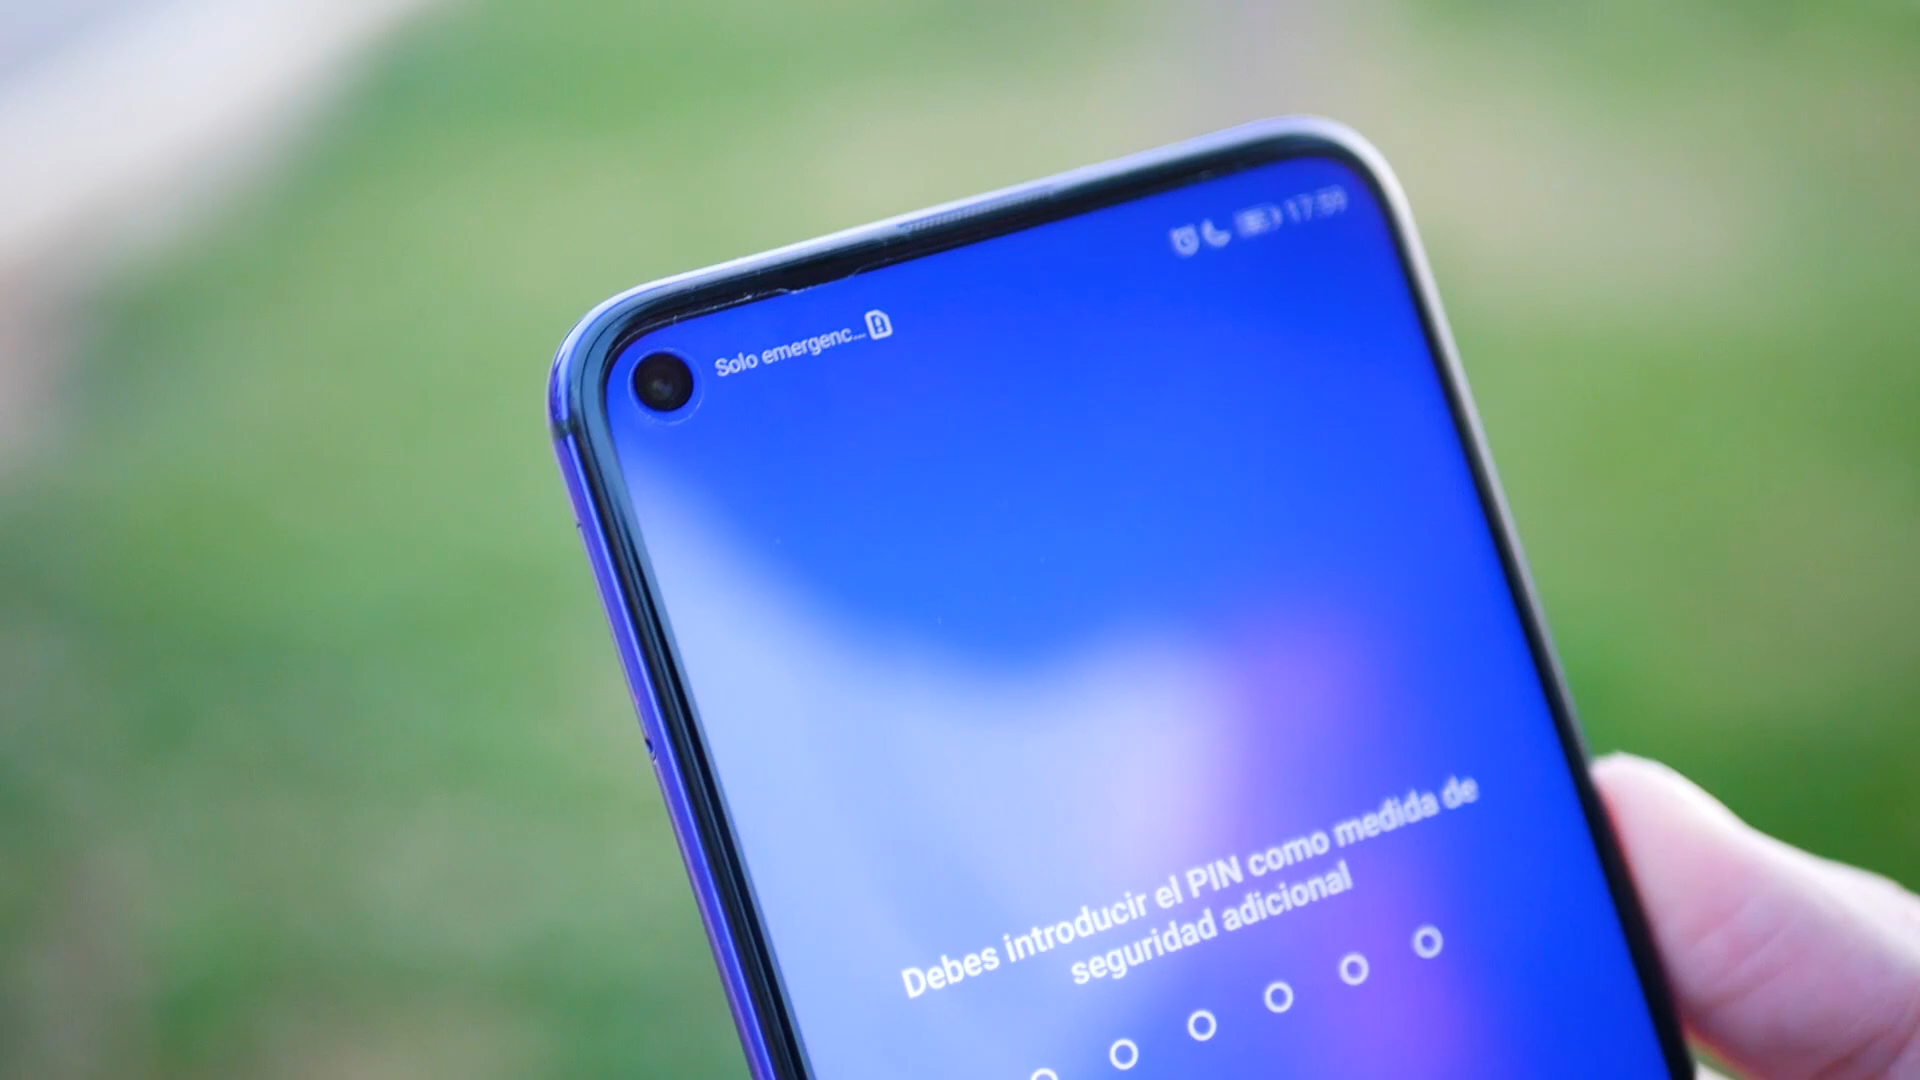 Solo emergenc...
17:59
Debes introducir el PIN como medida de
seguridad adicional